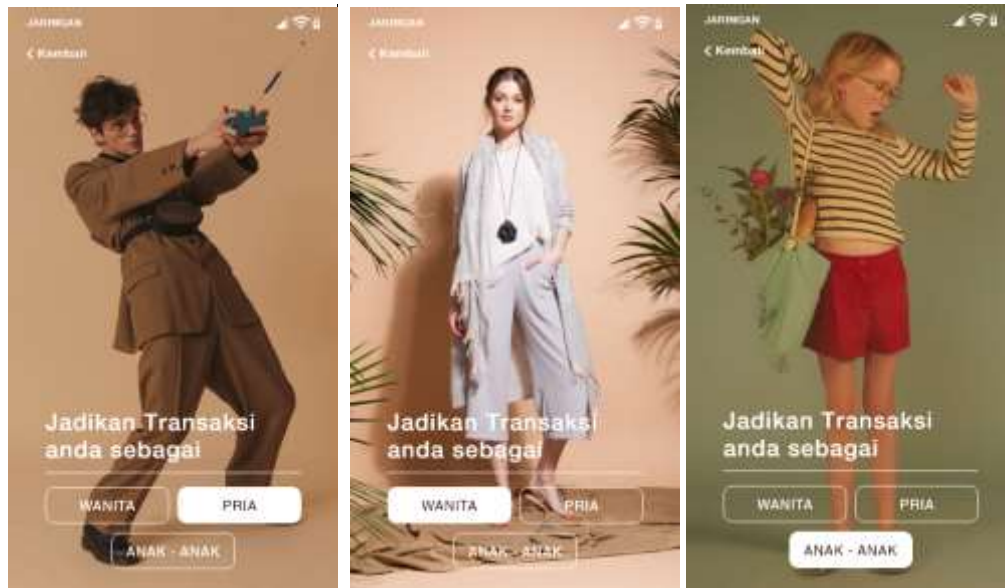 JARINGAN
< Kembali
Jadikan Transaksi
anda sebagai
WANITA
PRIA
ANAK - ANAK
JARINGAN
< Kembali
Jadikan Transaksi
anda sebagai
WANITA
PRIA
ANAK - ANAK
JARINGAN
< Kembali
Jadikan Transaksi
anda sebagai
WANITA
PRIA
ANAK - ANAK